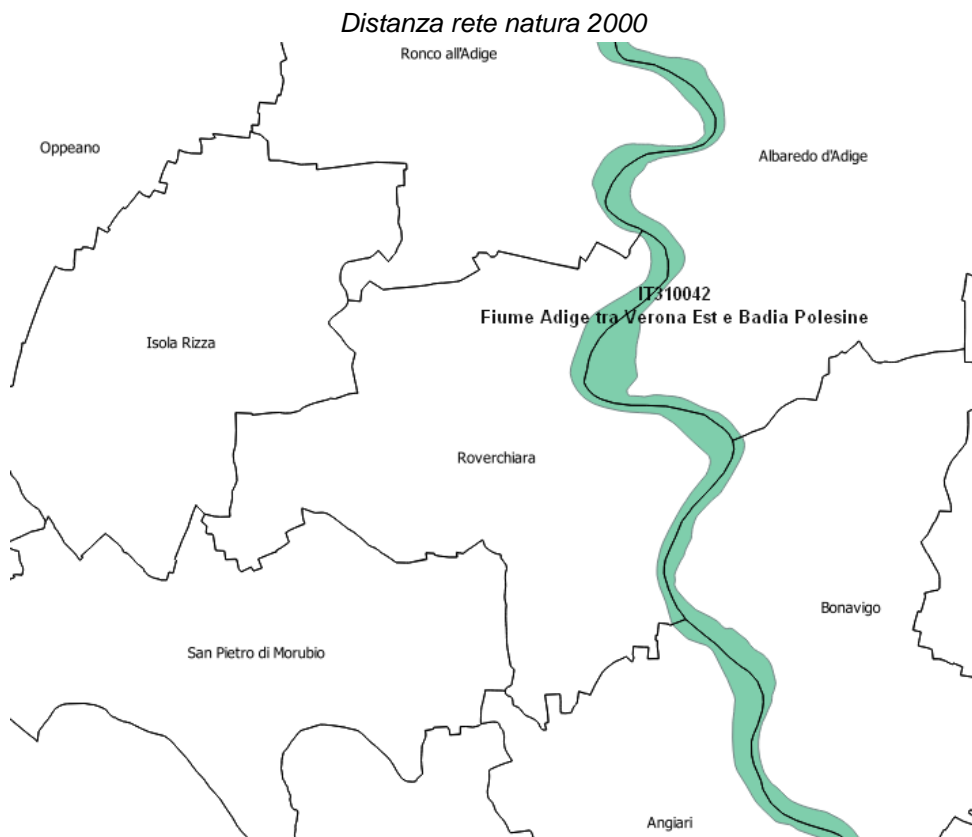 Distanza rete natura 2000
Ronco all'Adige
Oppeano
Albaredo d'Adige
IT310042
Fiume Adige tra Verona Est e Badia Polesine
Isola Rizza
Roverchiara
Bonavigo
San Pietro di Morubio
Angiari